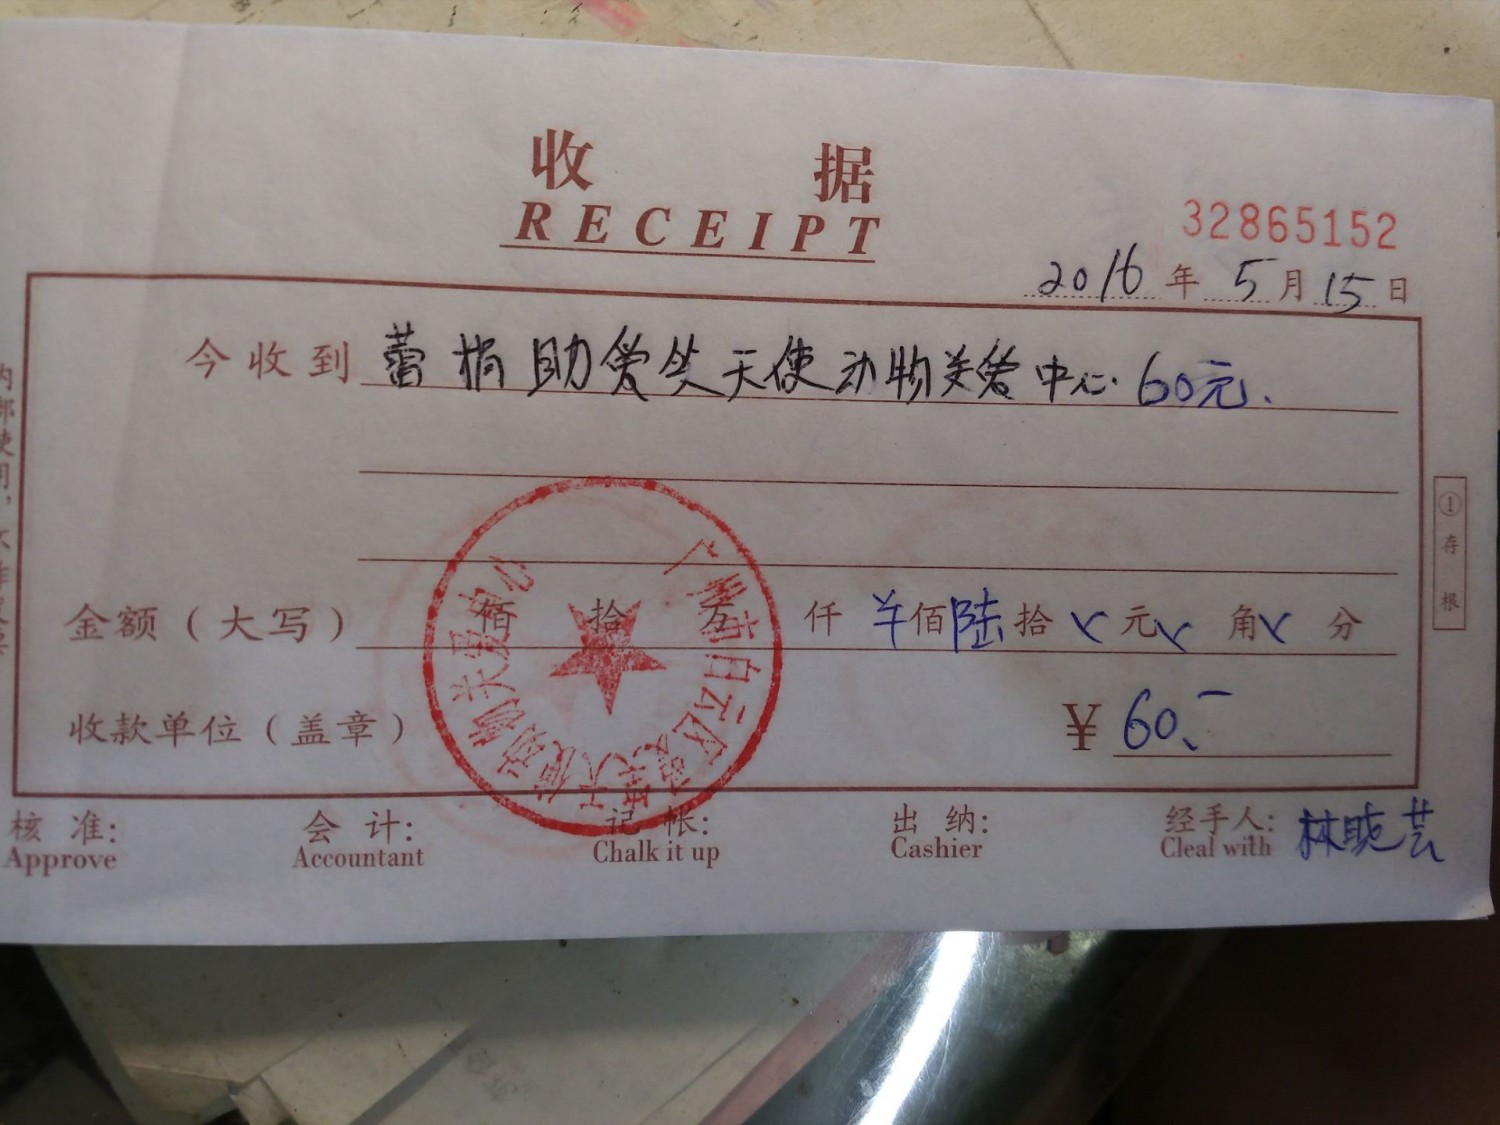 收 据
RECEIPT
32865152
2016 年 5 月 15 日
今收到 蕾 捐助爱笑天使动物关爱中心. 60元.
金额（大写） 佰 拾 万 仟 佰 陆 拾 元 角 分
收款单位（盖章） ¥ 60.-
广州市白云区爱笑天使动物关爱中心
核 准: 会 计: 记 帐: 出 纳: 经手人: 林晓芸
Approve Accountant Chalk it up Cashier Cleal with
① 存 根